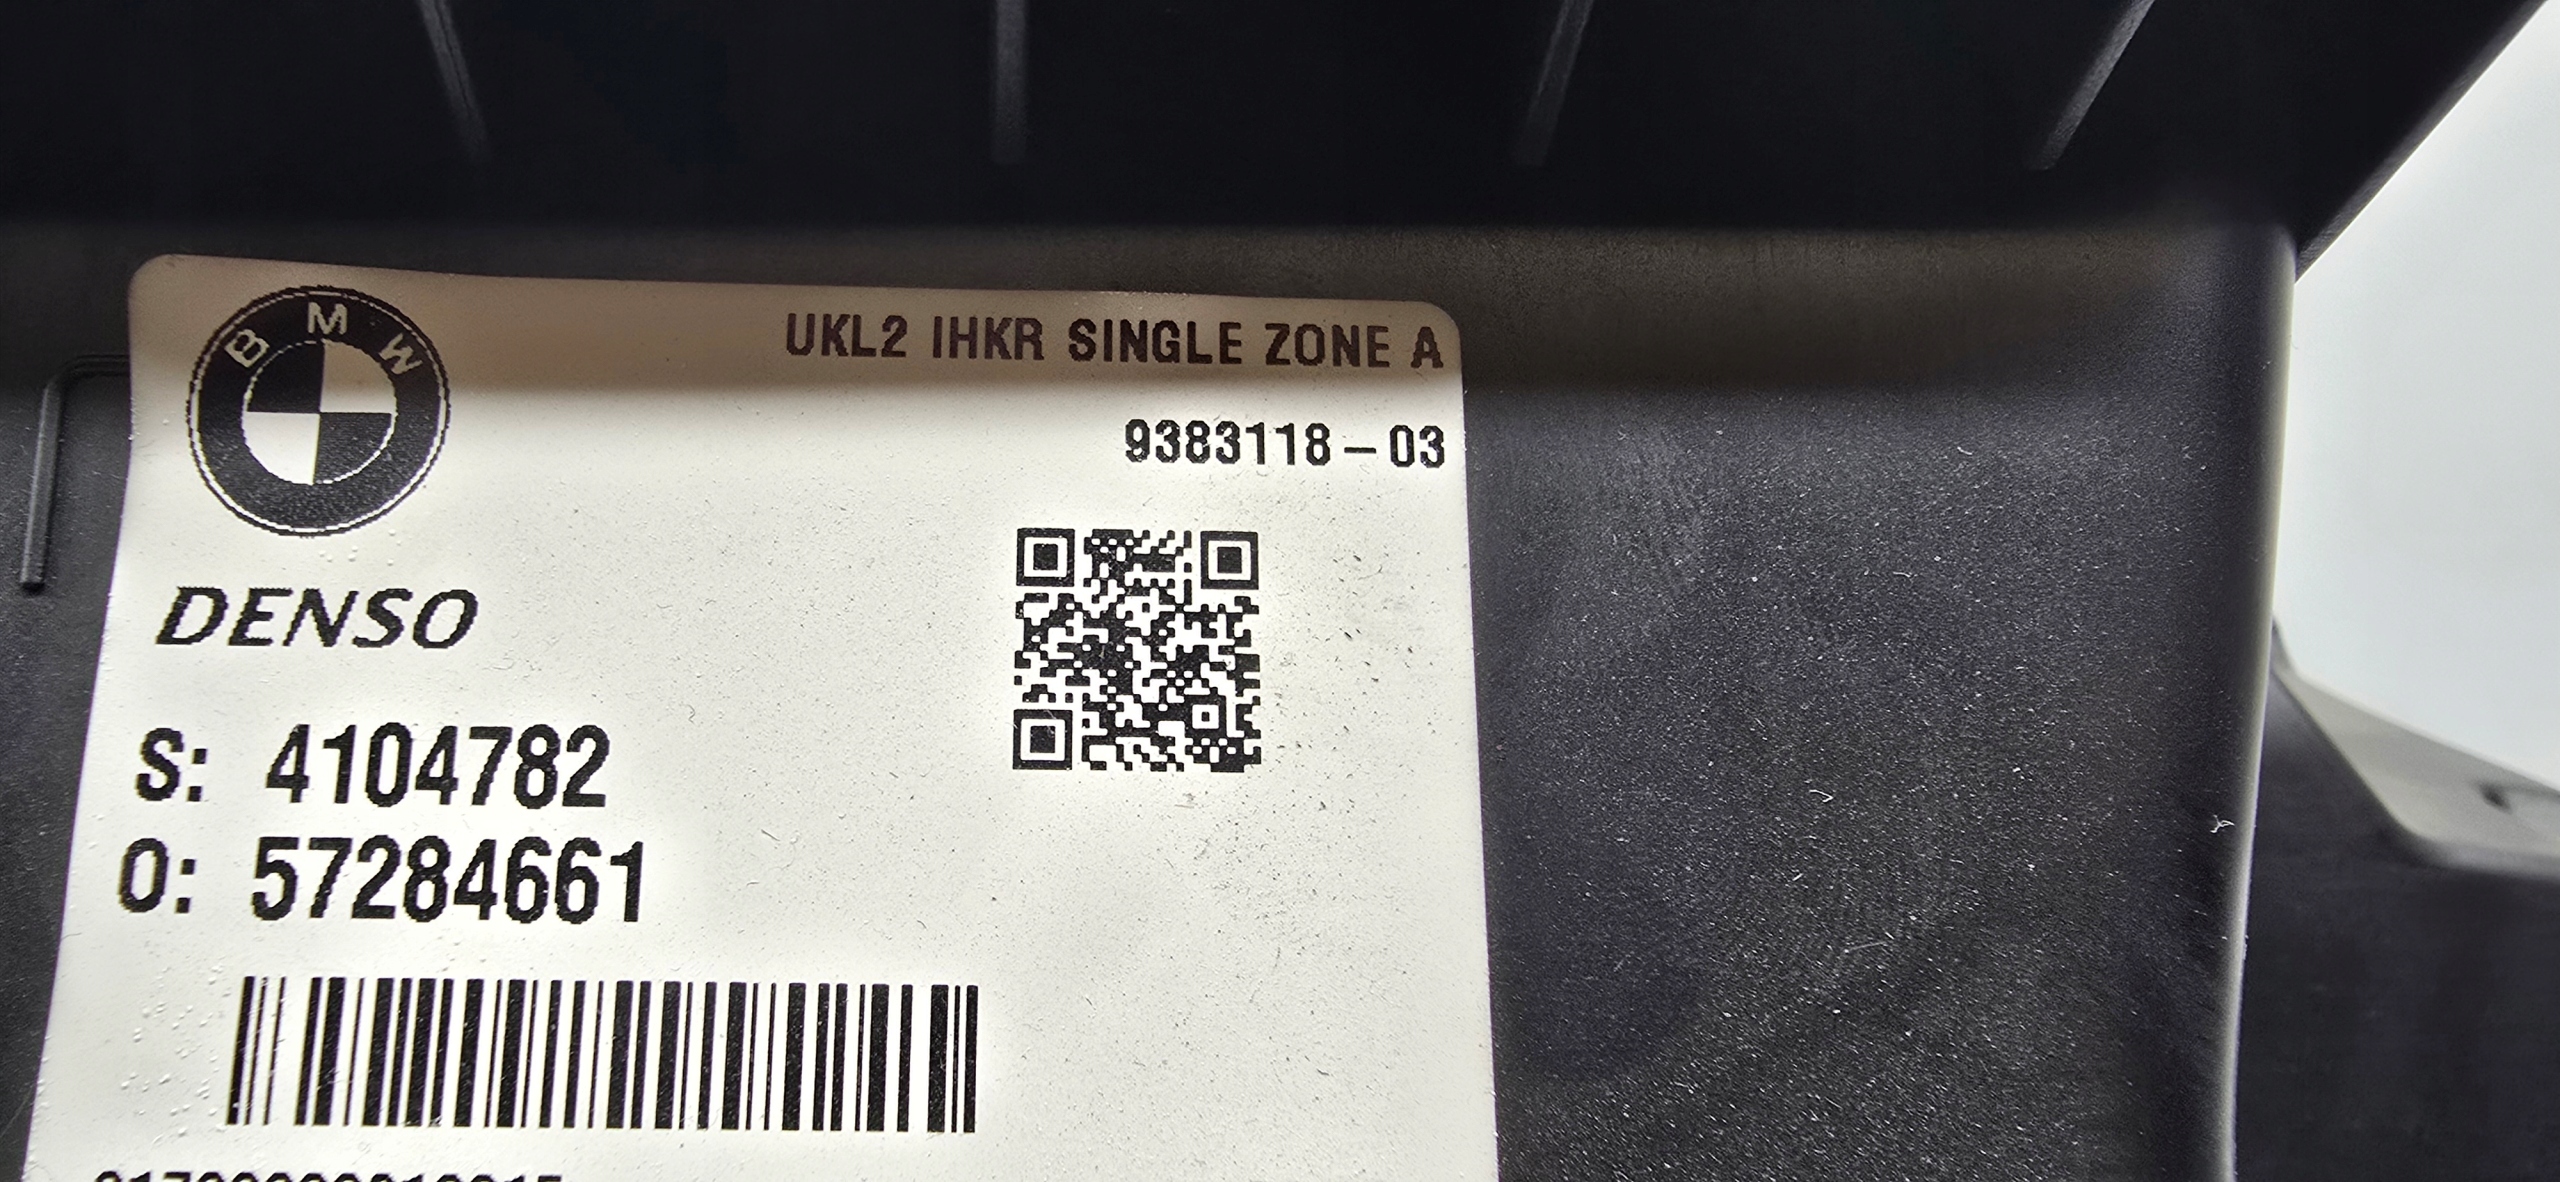 BMW
UKL2 IHKR SINGLE ZONE A
9383118-03
DENSO
S: 4104782
O: 57284661